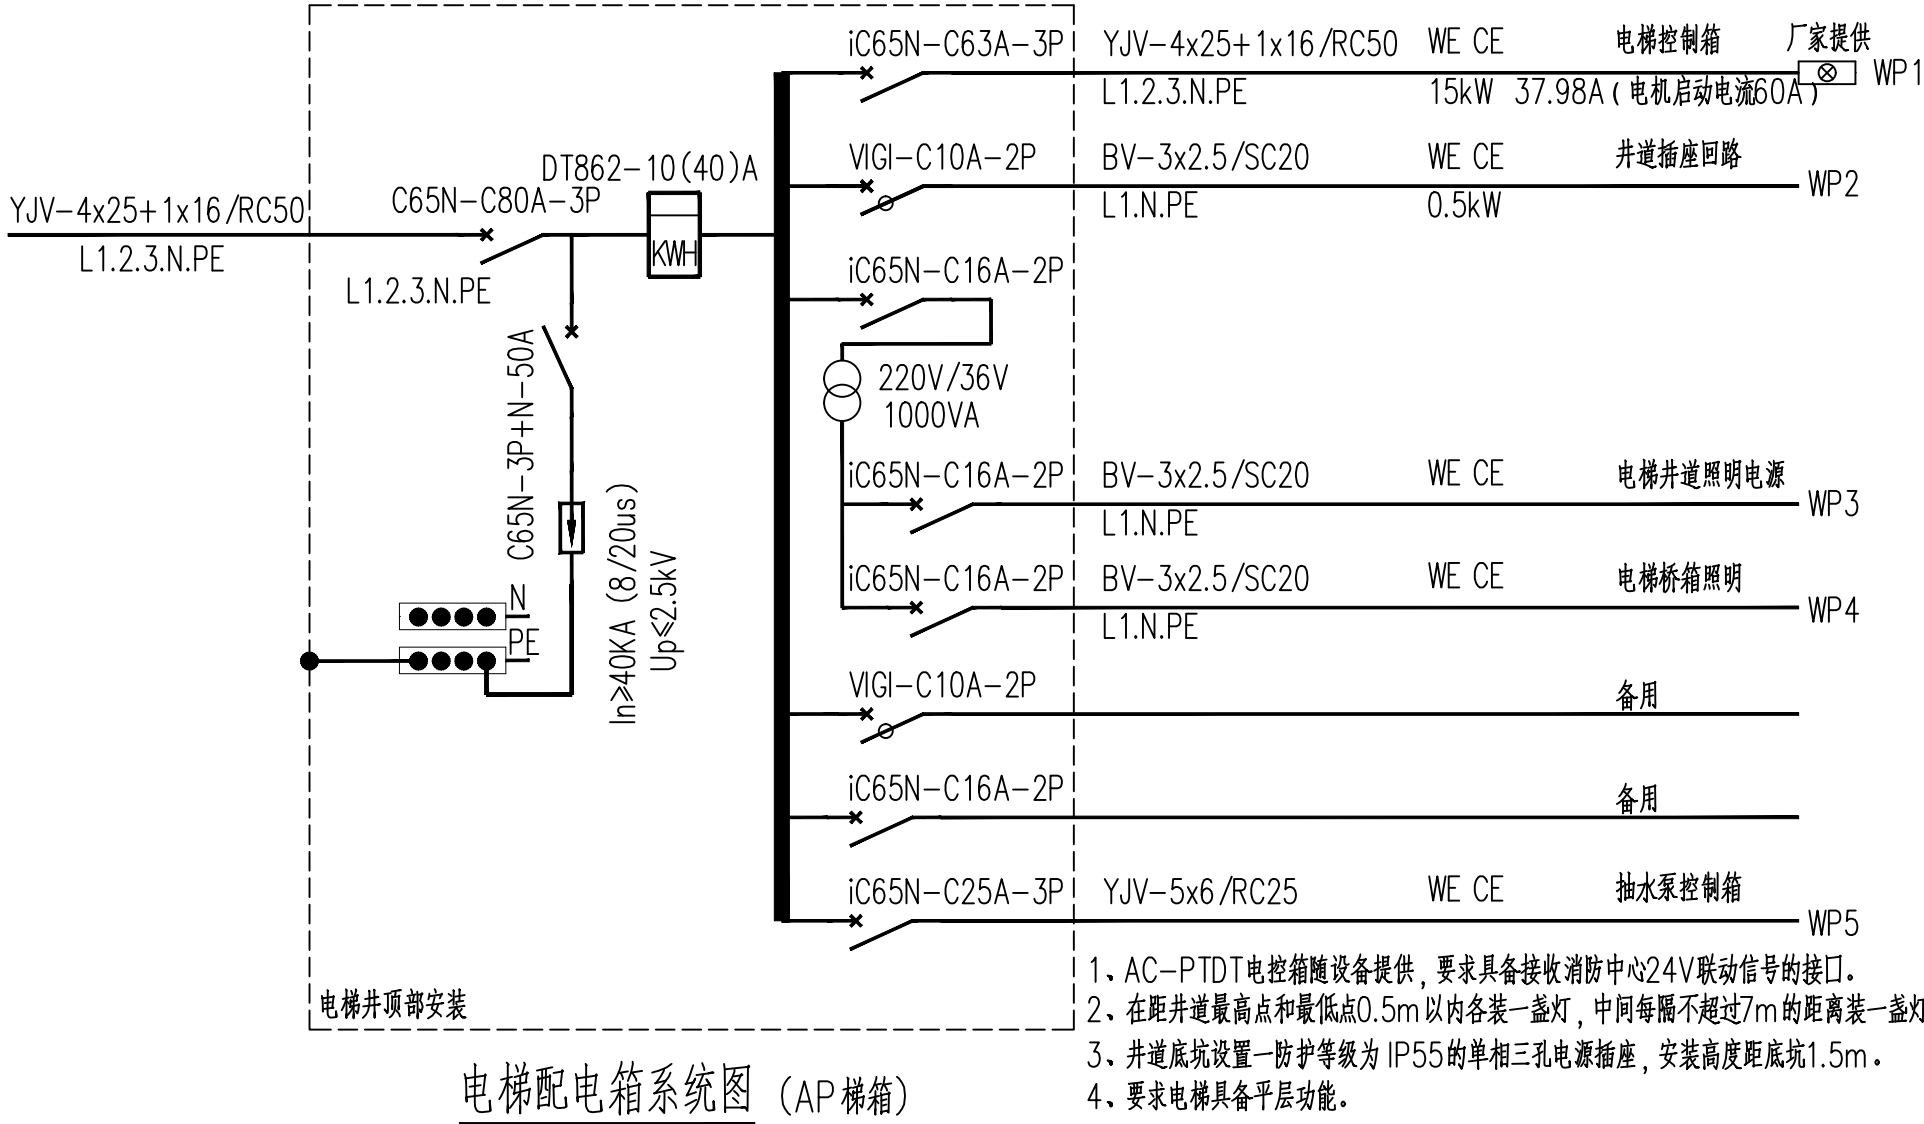 iC65N-C63A-3P YJV-4x25+1x16/RC50 WE CE 电梯控制箱 厂家提供
WP1
L1.2.3.N.PE 15kW 37.98A(电机启动电流60A)
VIGI-C10A-2P BV-3x2.5/SC20 WE CE 井道插座回路
WP2
L1.N.PE 0.5kW
DT862-10(40)A
C65N-C80A-3P
YJV-4x25+1x16/RC50
KWH
L1.2.3.N.PE
L1.2.3.N.PE
iC65N-C16A-2P
C65N-3P+N-50A
220V/36V
1000VA
iC65N-C16A-2P BV-3x2.5/SC20 WE CE 电梯井道照明电源
WP3
L1.N.PE
In≥40KA (8/20us)
Up≤2.5kV
iC65N-C16A-2P BV-3x2.5/SC20 WE CE 电梯桥箱照明
WP4
L1.N.PE
N
PE
VIGI-C10A-2P 备用
iC65N-C16A-2P 备用
iC65N-C25A-3P YJV-5x6/RC25 WE CE 抽水泵控制箱
WP5
电梯井顶部安装
1、AC-PTDT电控箱随设备提供,要求具备接收消防中心24V联动信号的接口。
2、在距井道最高点和最低点0.5m以内各装一盏灯,中间每隔不超过7m的距离装一盏灯
3、井道底坑设置一防护等级为IP55的单相三孔电源插座,安装高度距底坑1.5m。
4、要求电梯具备平层功能。
电梯配电箱系统图 (AP梯箱)